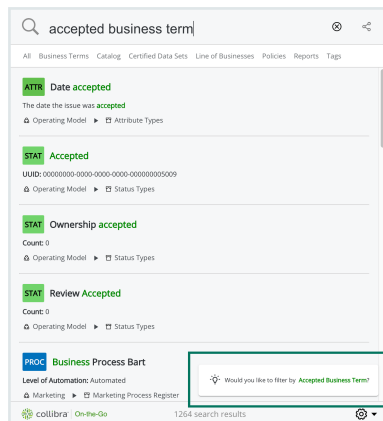 accepted business term
All Business Terms Catalog Certified Data Sets Line of Businesses Policies Reports Tags
ATTR Date accepted
The date the issue was accepted
Operating Model ▶ Attribute Types
STAT Accepted
UUID: 00000000-0000-0000-0000-000000005009
Operating Model ▶ Status Types
STAT Ownership accepted
Count: 0
Operating Model ▶ Status Types
STAT Review Accepted
Count: 0
Operating Model ▶ Status Types
PROC Business Process Bart
Level of Automation: Automated
Would you like to filter by Accepted Business Term?
Marketing ▶ Marketing Process Register
collibra On-the-Go 1264 search results